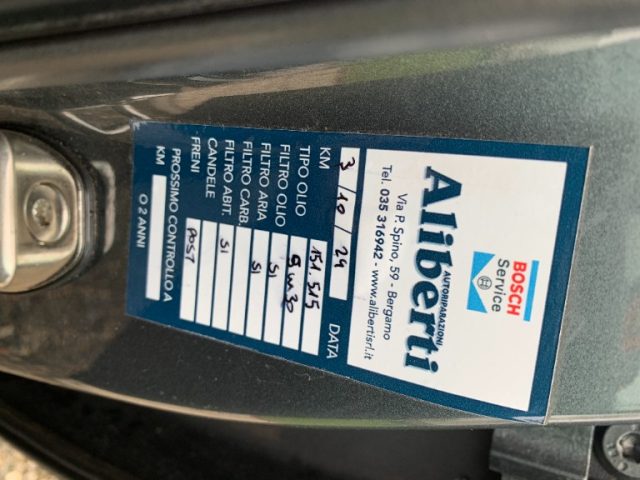 BOSCH
Service
AUTORIPARAZIONI
Aliberti
Via P. Spino, 59 - Bergamo
Tel. 035 316942 - www.alibertisrl.it
3/10/24 DATA
KM 151.515
TIPO OLIO 5W30
FILTRO OLIO SI
FILTRO ARIA SI
FILTRO CARB.
FILTRO ABIT. SI
CANDELE
FRENI POST
PROSSIMO CONTROLLO A
KM O 2 ANNI